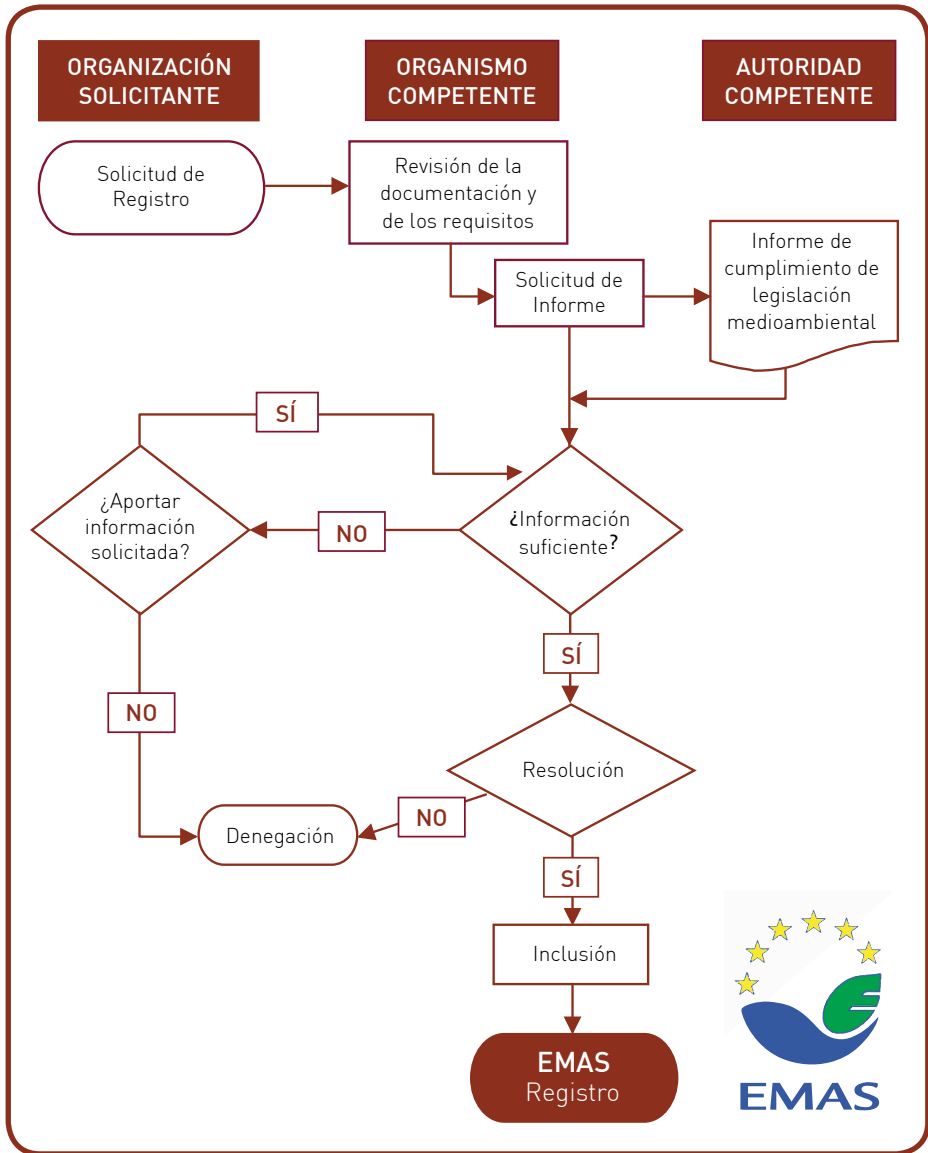 ORGANIZACIÓN
SOLICITANTE
ORGANISMO
COMPETENTE
AUTORIDAD
COMPETENTE
Solicitud de
Registro
Revisión de la
documentación y
de los requisitos
Solicitud de
Informe
Informe de
cumplimiento de
legislación
medioambiental
SÍ
¿Aportar
información
solicitada?
NO
¿Información
suficiente?
SÍ
NO
Resolución
NO
Denegación
SÍ
Inclusión
EMAS
Registro
EMAS